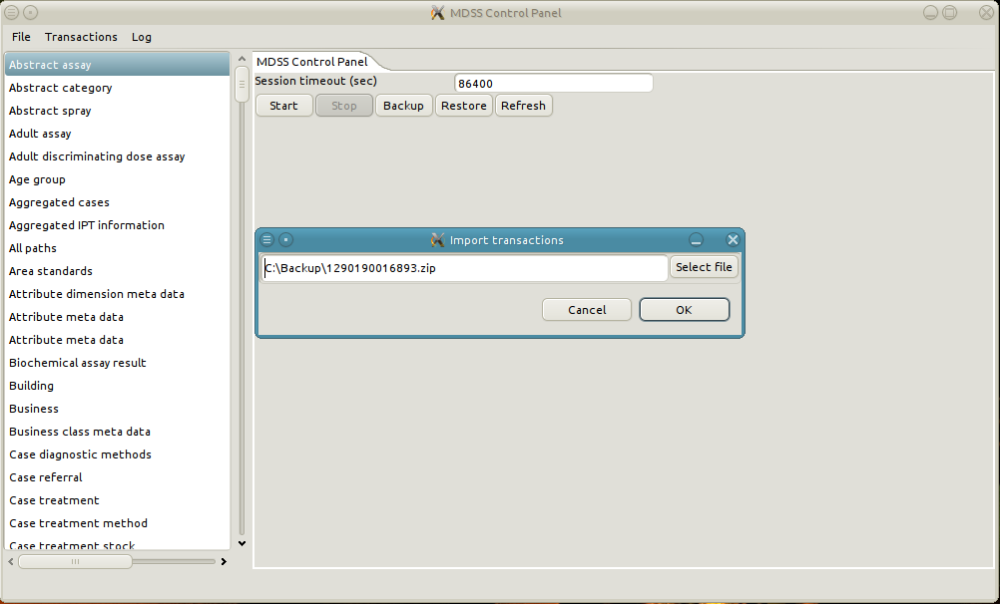 MDSS Control Panel
File Transactions Log
Abstract assay
Abstract category
Abstract spray
Adult assay
Adult discriminating dose assay
Age group
Aggregated cases
Aggregated IPT information
All paths
Area standards
Attribute dimension meta data
Attribute meta data
Attribute meta data
Biochemical assay result
Building
Business
Business class meta data
Case diagnostic methods
Case referral
Case treatment
Case treatment method
Case treatment stock
MDSS Control Panel
Session timeout (sec) 86400
Start Stop Backup Restore Refresh
Import transactions
C:\Backup\1290190016893.zip Select file
Cancel OK